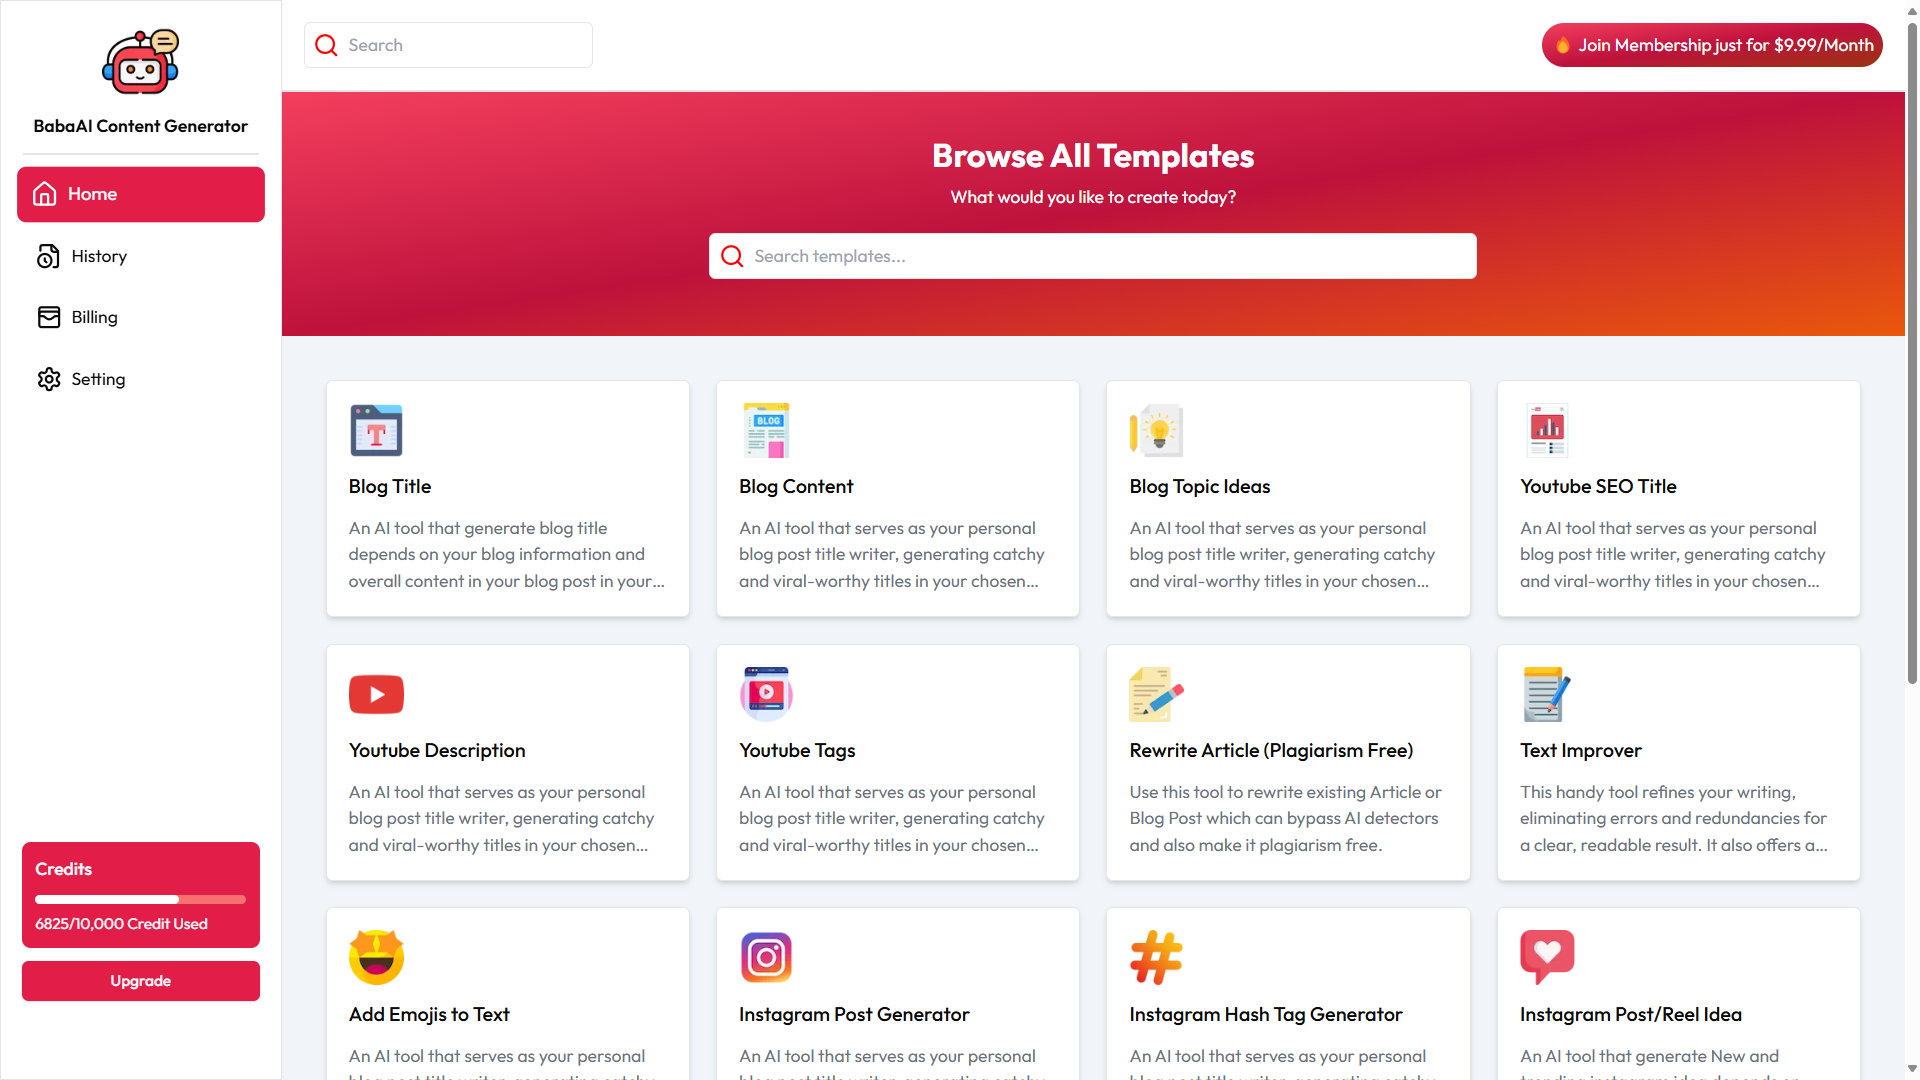 BabaAI Content Generator
Home
History
Billing
Setting
Credits
6825/10,000 Credit Used
Upgrade
Search
Join Membership just for $9.99/Month
Browse All Templates
What would you like to create today?
Search templates...
Blog Title
An AI tool that generate blog title
depends on your blog information and
overall content in your blog post in your...
BLOG
Blog Content
An AI tool that serves as your personal
blog post title writer, generating catchy
and viral-worthy titles in your chosen...
Blog Topic Ideas
An AI tool that serves as your personal
blog post title writer, generating catchy
and viral-worthy titles in your chosen...
Youtube SEO Title
An AI tool that serves as your personal
blog post title writer, generating catchy
and viral-worthy titles in your chosen...
Youtube Description
An AI tool that serves as your personal
blog post title writer, generating catchy
and viral-worthy titles in your chosen...
Youtube Tags
An AI tool that serves as your personal
blog post title writer, generating catchy
and viral-worthy titles in your chosen...
Rewrite Article (Plagiarism Free)
Use this tool to rewrite existing Article or
Blog Post which can bypass AI detectors
and also make it plagiarism free.
Text Improver
This handy tool refines your writing,
eliminating errors and redundancies for
a clear, readable result. It also offers a...
Add Emojis to Text
An AI tool that serves as your personal
Instagram Post Generator
An AI tool that serves as your personal
Instagram Hash Tag Generator
An AI tool that serves as your personal
Instagram Post/Reel Idea
An AI tool that generate New and